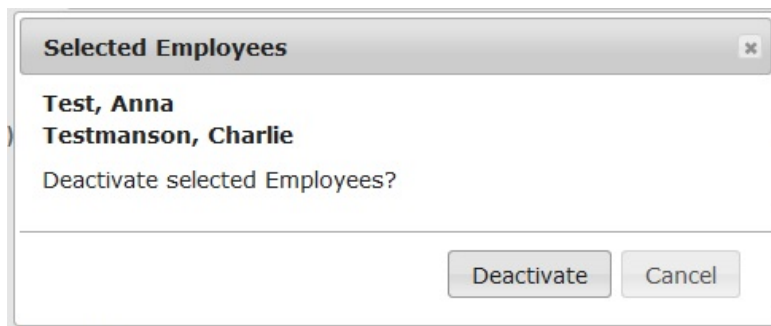 Selected Employees
Test, Anna
)
Testmanson, Charlie
Deactivate selected Employees?
Deactivate
Cancel